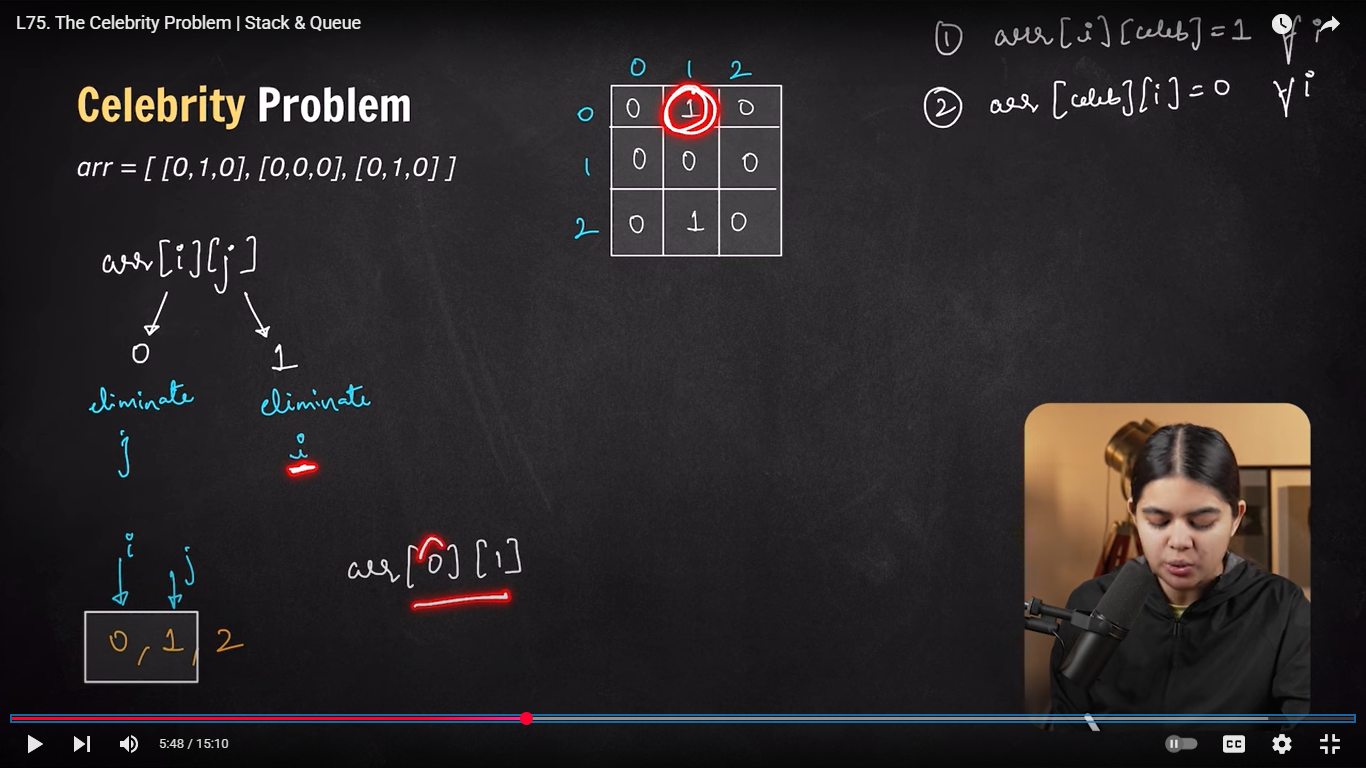 L75. The Celebrity Problem | Stack & Queue
① arr[i][celeb] = 1 ∀ i
② arr[celeb][i] = 0 ∀ i
Celebrity Problem
arr = [ [0,1,0], [0,0,0], [0,1,0] ]
0 1 2
0 0 1 0
1 0 0 0
2 0 1 0
arr[i][j]
0 1
eliminate eliminate
j i
i j
arr[0][1]
0, 1, 2
5:48 / 15:10
CC